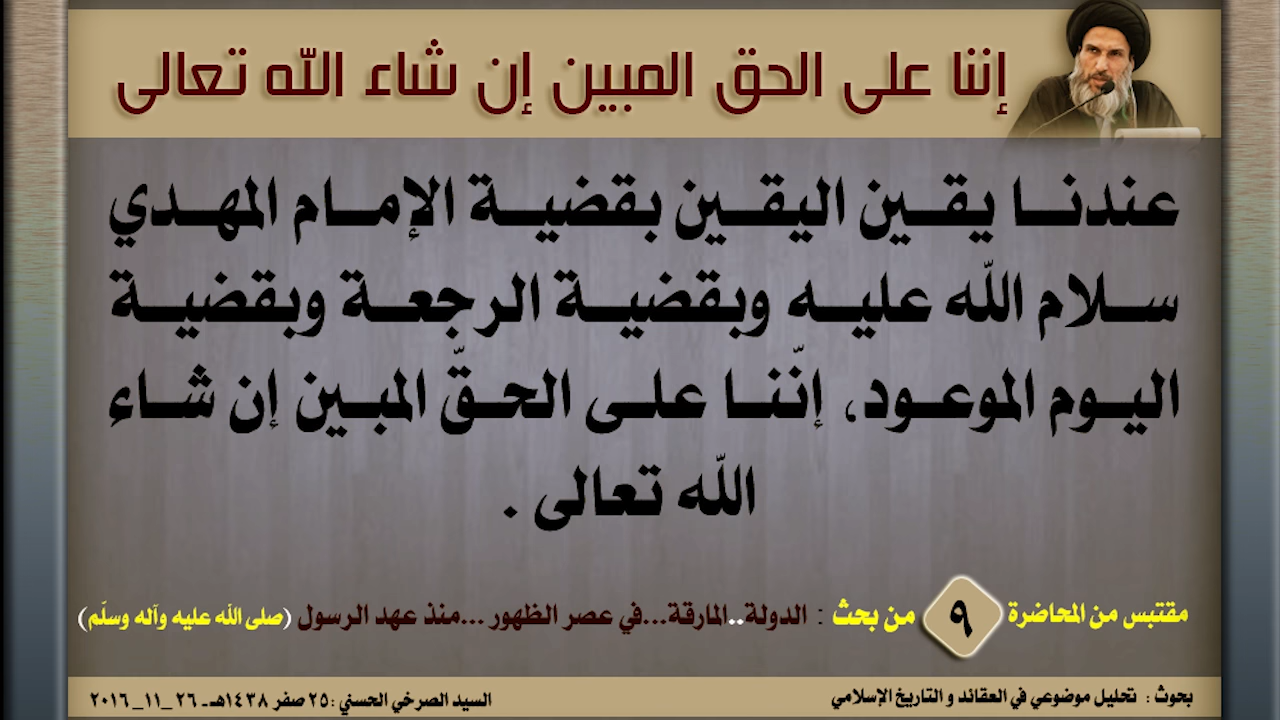 إننا على الحق المبين إن شاء الله تعالى
عندنا يقين اليقين بقضية الإمام المهدي
سلام الله عليه وبقضية الرجعة وبقضية
اليوم الموعود، إنّنا على الحقّ المبين إن شاء
الله تعالى .
مقتبس من المحاضرة ٩ من بحث : الدولة..المارقة...في عصر الظهور ...منذ عهد الرسول (صلى الله عليه وآله وسلّم)
بحوث : تحليل موضوعي في العقائد و التاريخ الإسلامي
السيد الصرخي الحسني :٢٥ صفر ١٤٣٨هـ - ٢٦ _١١_ ٢٠١٦